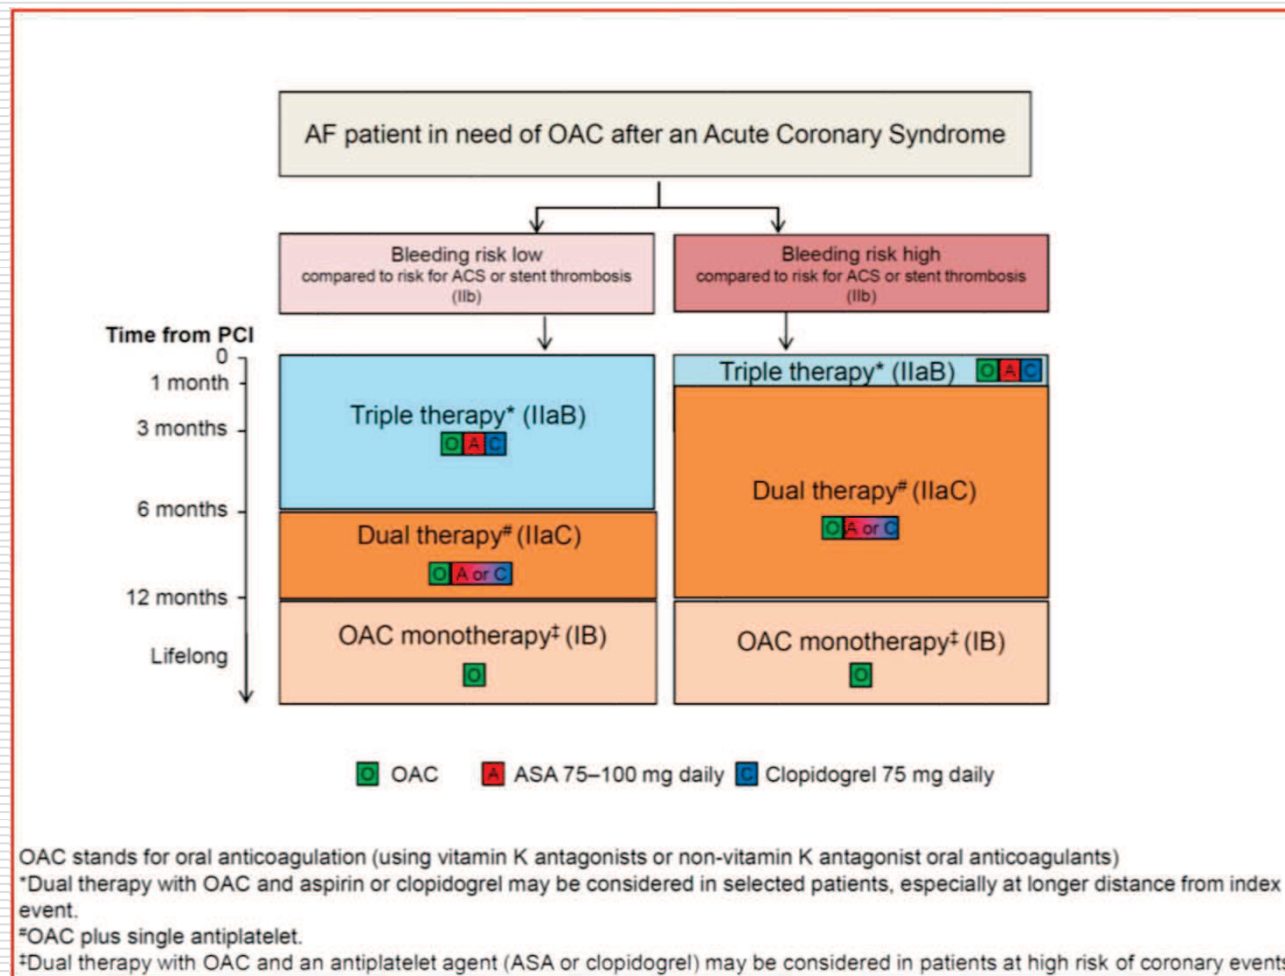 AF patient in need of OAC after an Acute Coronary Syndrome
Bleeding risk low
compared to risk for ACS or stent thrombosis
(IIb)
Bleeding risk high
compared to risk for ACS or stent thrombosis
(IIb)
Time from PCI
0
1 month
3 months
6 months
12 months
Lifelong
Triple therapy* (IIaB)
O A C
Dual therapy# (IIaC)
O A or C
OAC monotherapy‡ (IB)
O
Triple therapy* (IIaB) O A C
Dual therapy# (IIaC)
O A or C
OAC monotherapy‡ (IB)
O
O OAC A ASA 75–100 mg daily C Clopidogrel 75 mg daily
OAC stands for oral anticoagulation (using vitamin K antagonists or non-vitamin K antagonist oral anticoagulants)
*Dual therapy with OAC and aspirin or clopidogrel may be considered in selected patients, especially at longer distance from index
event.
#OAC plus single antiplatelet.
‡Dual therapy with OAC and an antiplatelet agent (ASA or clopidogrel) may be considered in patients at high risk of coronary events